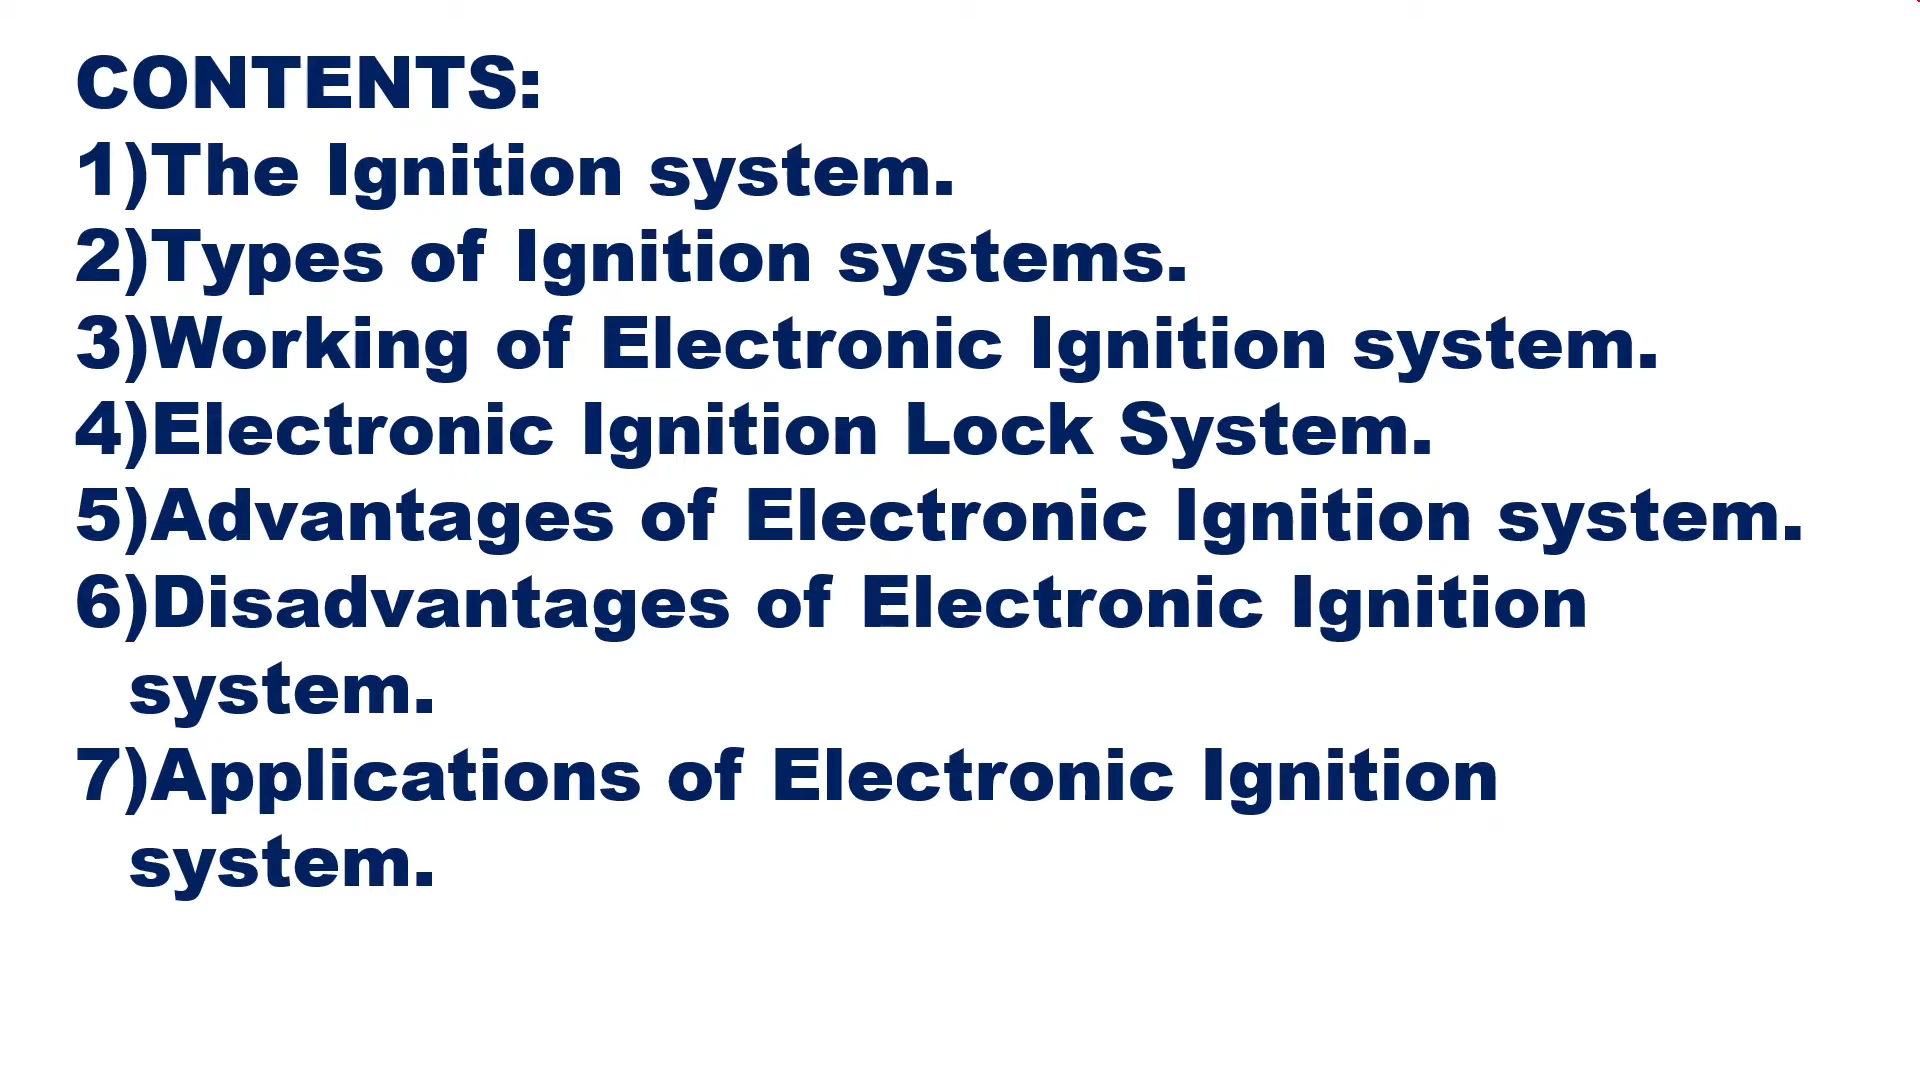 CONTENTS:
1)The Ignition system.
2)Types of Ignition systems.
3)Working of Electronic Ignition system.
4)Electronic Ignition Lock System.
5)Advantages of Electronic Ignition system.
6)Disadvantages of Electronic Ignition
system.
7)Applications of Electronic Ignition
system.